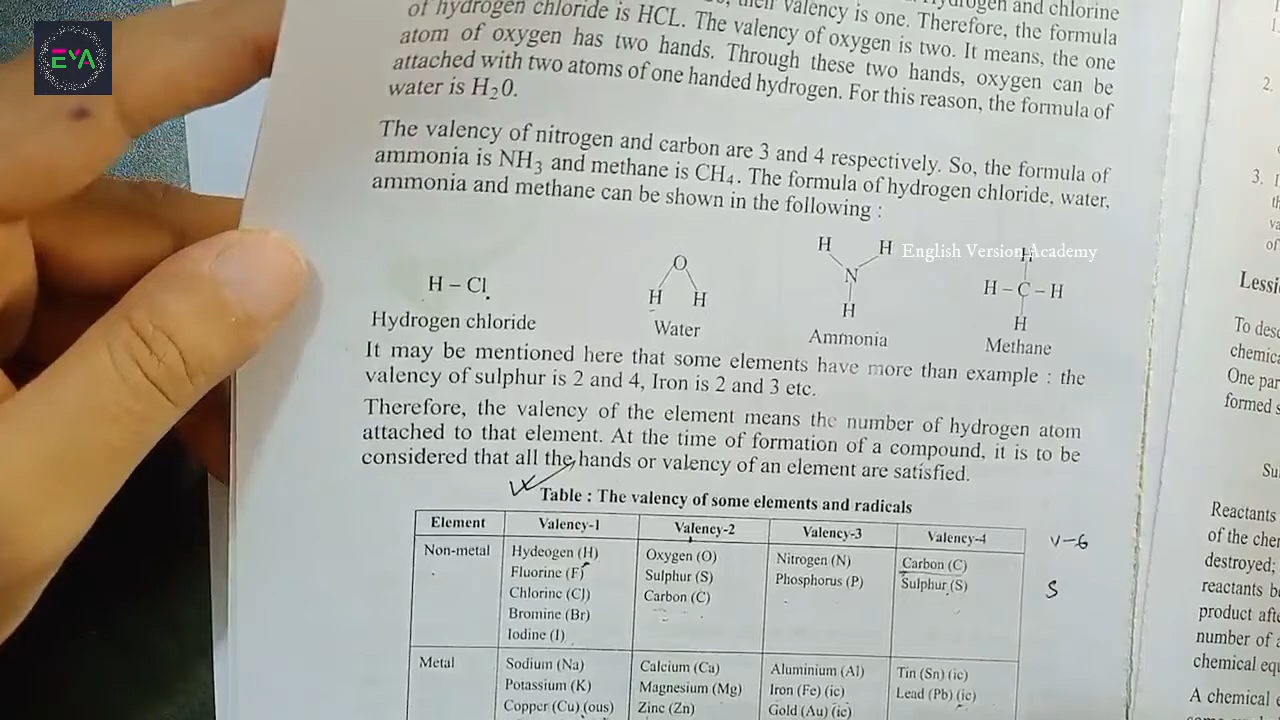 EVA
Hydrogen and chlorine
their valency is one. Therefore, the formula
of hydrogen chloride is HCL. The valency of oxygen is two. It means, the one
atom of oxygen has two hands. Through these two hands, oxygen can be
attached with two atoms of one handed hydrogen. For this reason, the formula of
water is H₂0.
The valency of nitrogen and carbon are 3 and 4 respectively. So, the formula of
ammonia is NH₃ and methane is CH₄. The formula of hydrogen chloride, water,
ammonia and methane can be shown in the following :
English Version Academy
H – Cl
O
H H
H H
N
H
H
H – C – H
H
Hydrogen chloride
Water
Ammonia
Methane
It may be mentioned here that some elements have more than example : the
valency of sulphur is 2 and 4, Iron is 2 and 3 etc.
Therefore, the valency of the element means the number of hydrogen atom
attached to that element. At the time of formation of a compound, it is to be
considered that all the hands or valency of an element are satisfied.
Table : The valency of some elements and radicals
Element Valency-1 Valency-2 Valency-3 Valency-4
Non-metal Hydeogen (H) Oxygen (O) Nitrogen (N) Carbon (C)
Fluorine (F) Sulphur (S) Phosphorus (P) Sulphur (S)
Chlorine (Cl) Carbon (C)
Bromine (Br)
Iodine (I)
Metal Sodium (Na) Calcium (Ca) Aluminium (Al) Tin (Sn) (ic)
Potassium (K) Magnesium (Mg) Iron (Fe) (ic) Lead (Pb) (ic)
Copper (Cu) (ous) Zinc (Zn) Gold (Au) (ic)
V-6
S
2.
3.
Reactants
of the
destroyed;
reactants
product
number of
chemical
A chemical